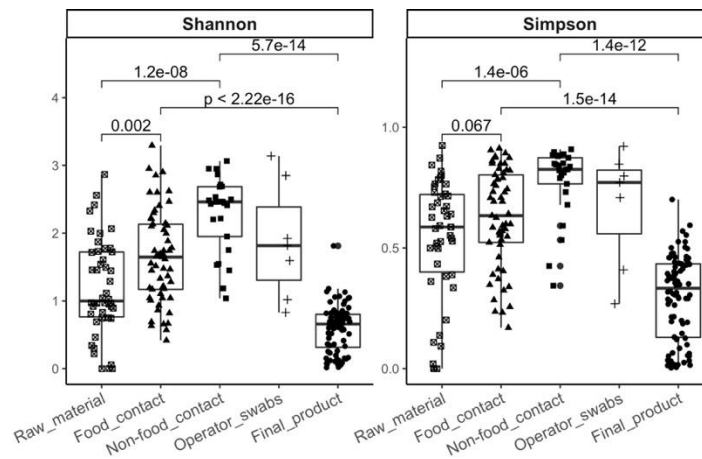 Shannon
5.7e-14
1.2e-08
p < 2.22e-16
0.002
4
3
2
1
0
Raw_material
Food_contact
Non-food_contact
Operator_swabs
Final_product
Simpson
1.4e-12
1.4e-06
1.5e-14
0.067
1.0
0.5
0.0
Raw_material
Food_contact
Non-food_contact
Operator_swabs
Final_product